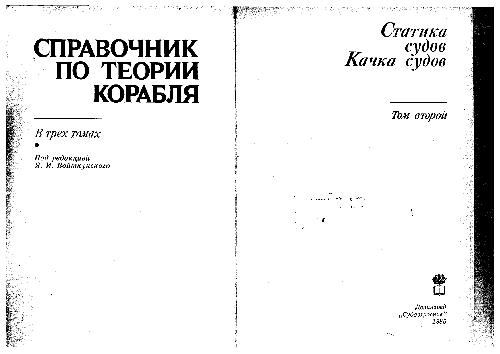 СПРАВОЧНИК
ПО ТЕОРИИ
КОРАБЛЯ
В трех томах
Под редакцией
Я. И. Войткунского
Статика
судов
Качка судов
Том второй
Ленинград
„Судостроение“
1985